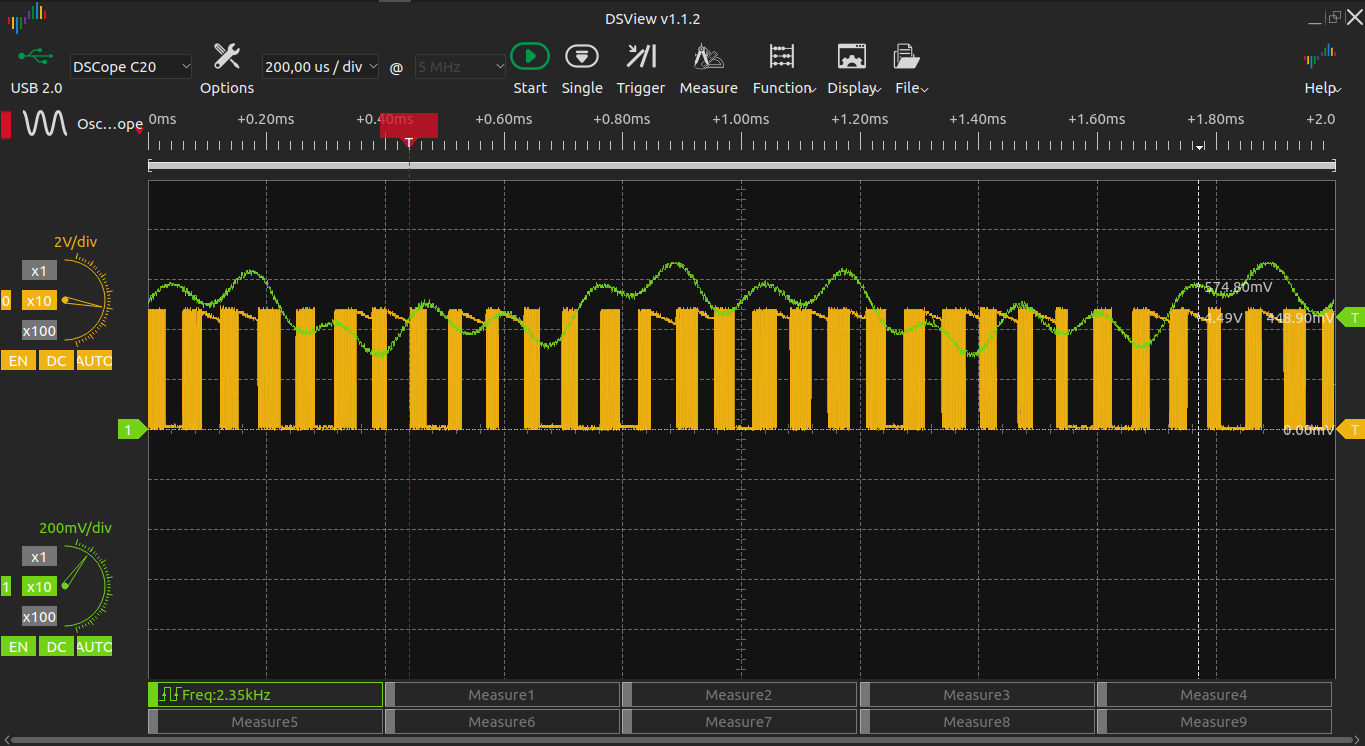 DSView v1.1.2
USB 2.0
DSCope C20
Options
200,00 us / div
@
5 MHz
Start
Single
Trigger
Measure
Function
Display
File
Help
Osc...ope
0ms
+0.20ms
+0.40ms
+0.60ms
+0.80ms
+1.00ms
+1.20ms
+1.40ms
+1.60ms
+1.80ms
+2.0
T
2V/div
x1
0
x10
x100
EN
DC
AUTO
574.80mV
4.49V
448.90mV
T
1
0.00mV
T
200mV/div
x1
1
x10
x100
EN
DC
AUTO
Freq:2.35kHz
Measure1
Measure2
Measure3
Measure4
Measure5
Measure6
Measure7
Measure8
Measure9